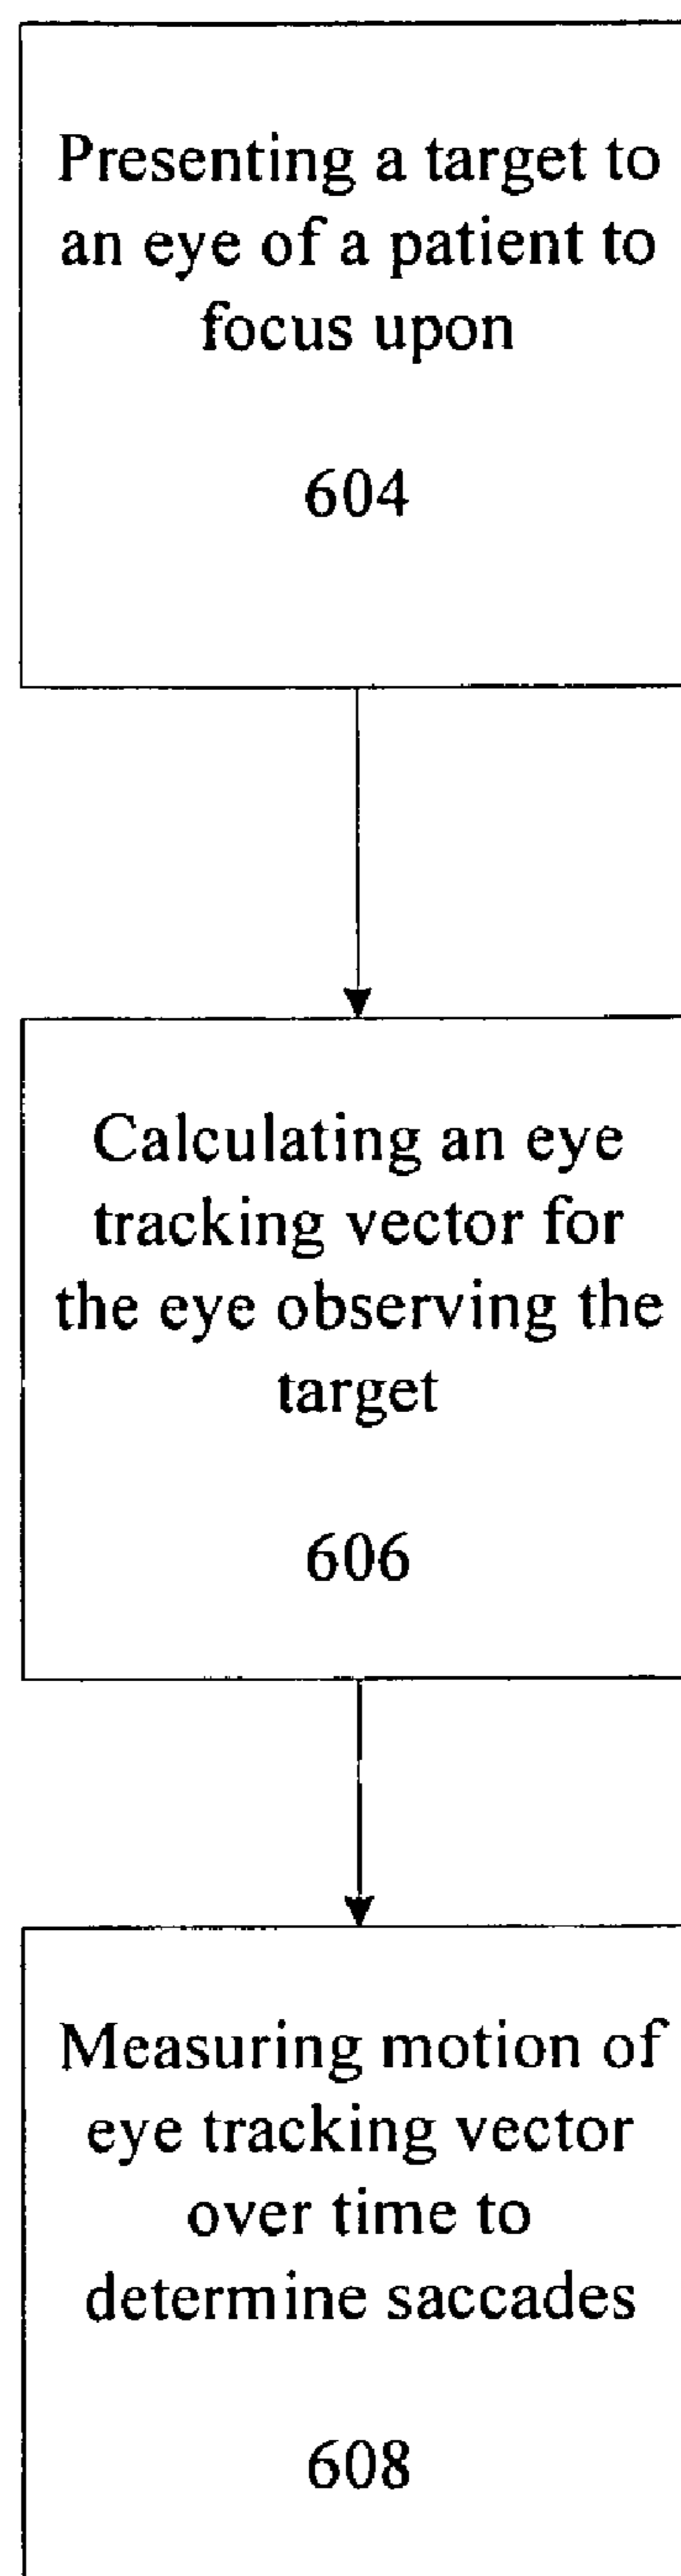 Presenting a target to
an eye of a patient to
focus upon
604
Calculating an eye
tracking vector for
the eye observing the
target
606
Measuring motion of
eye tracking vector
over time to
determine saccades
608